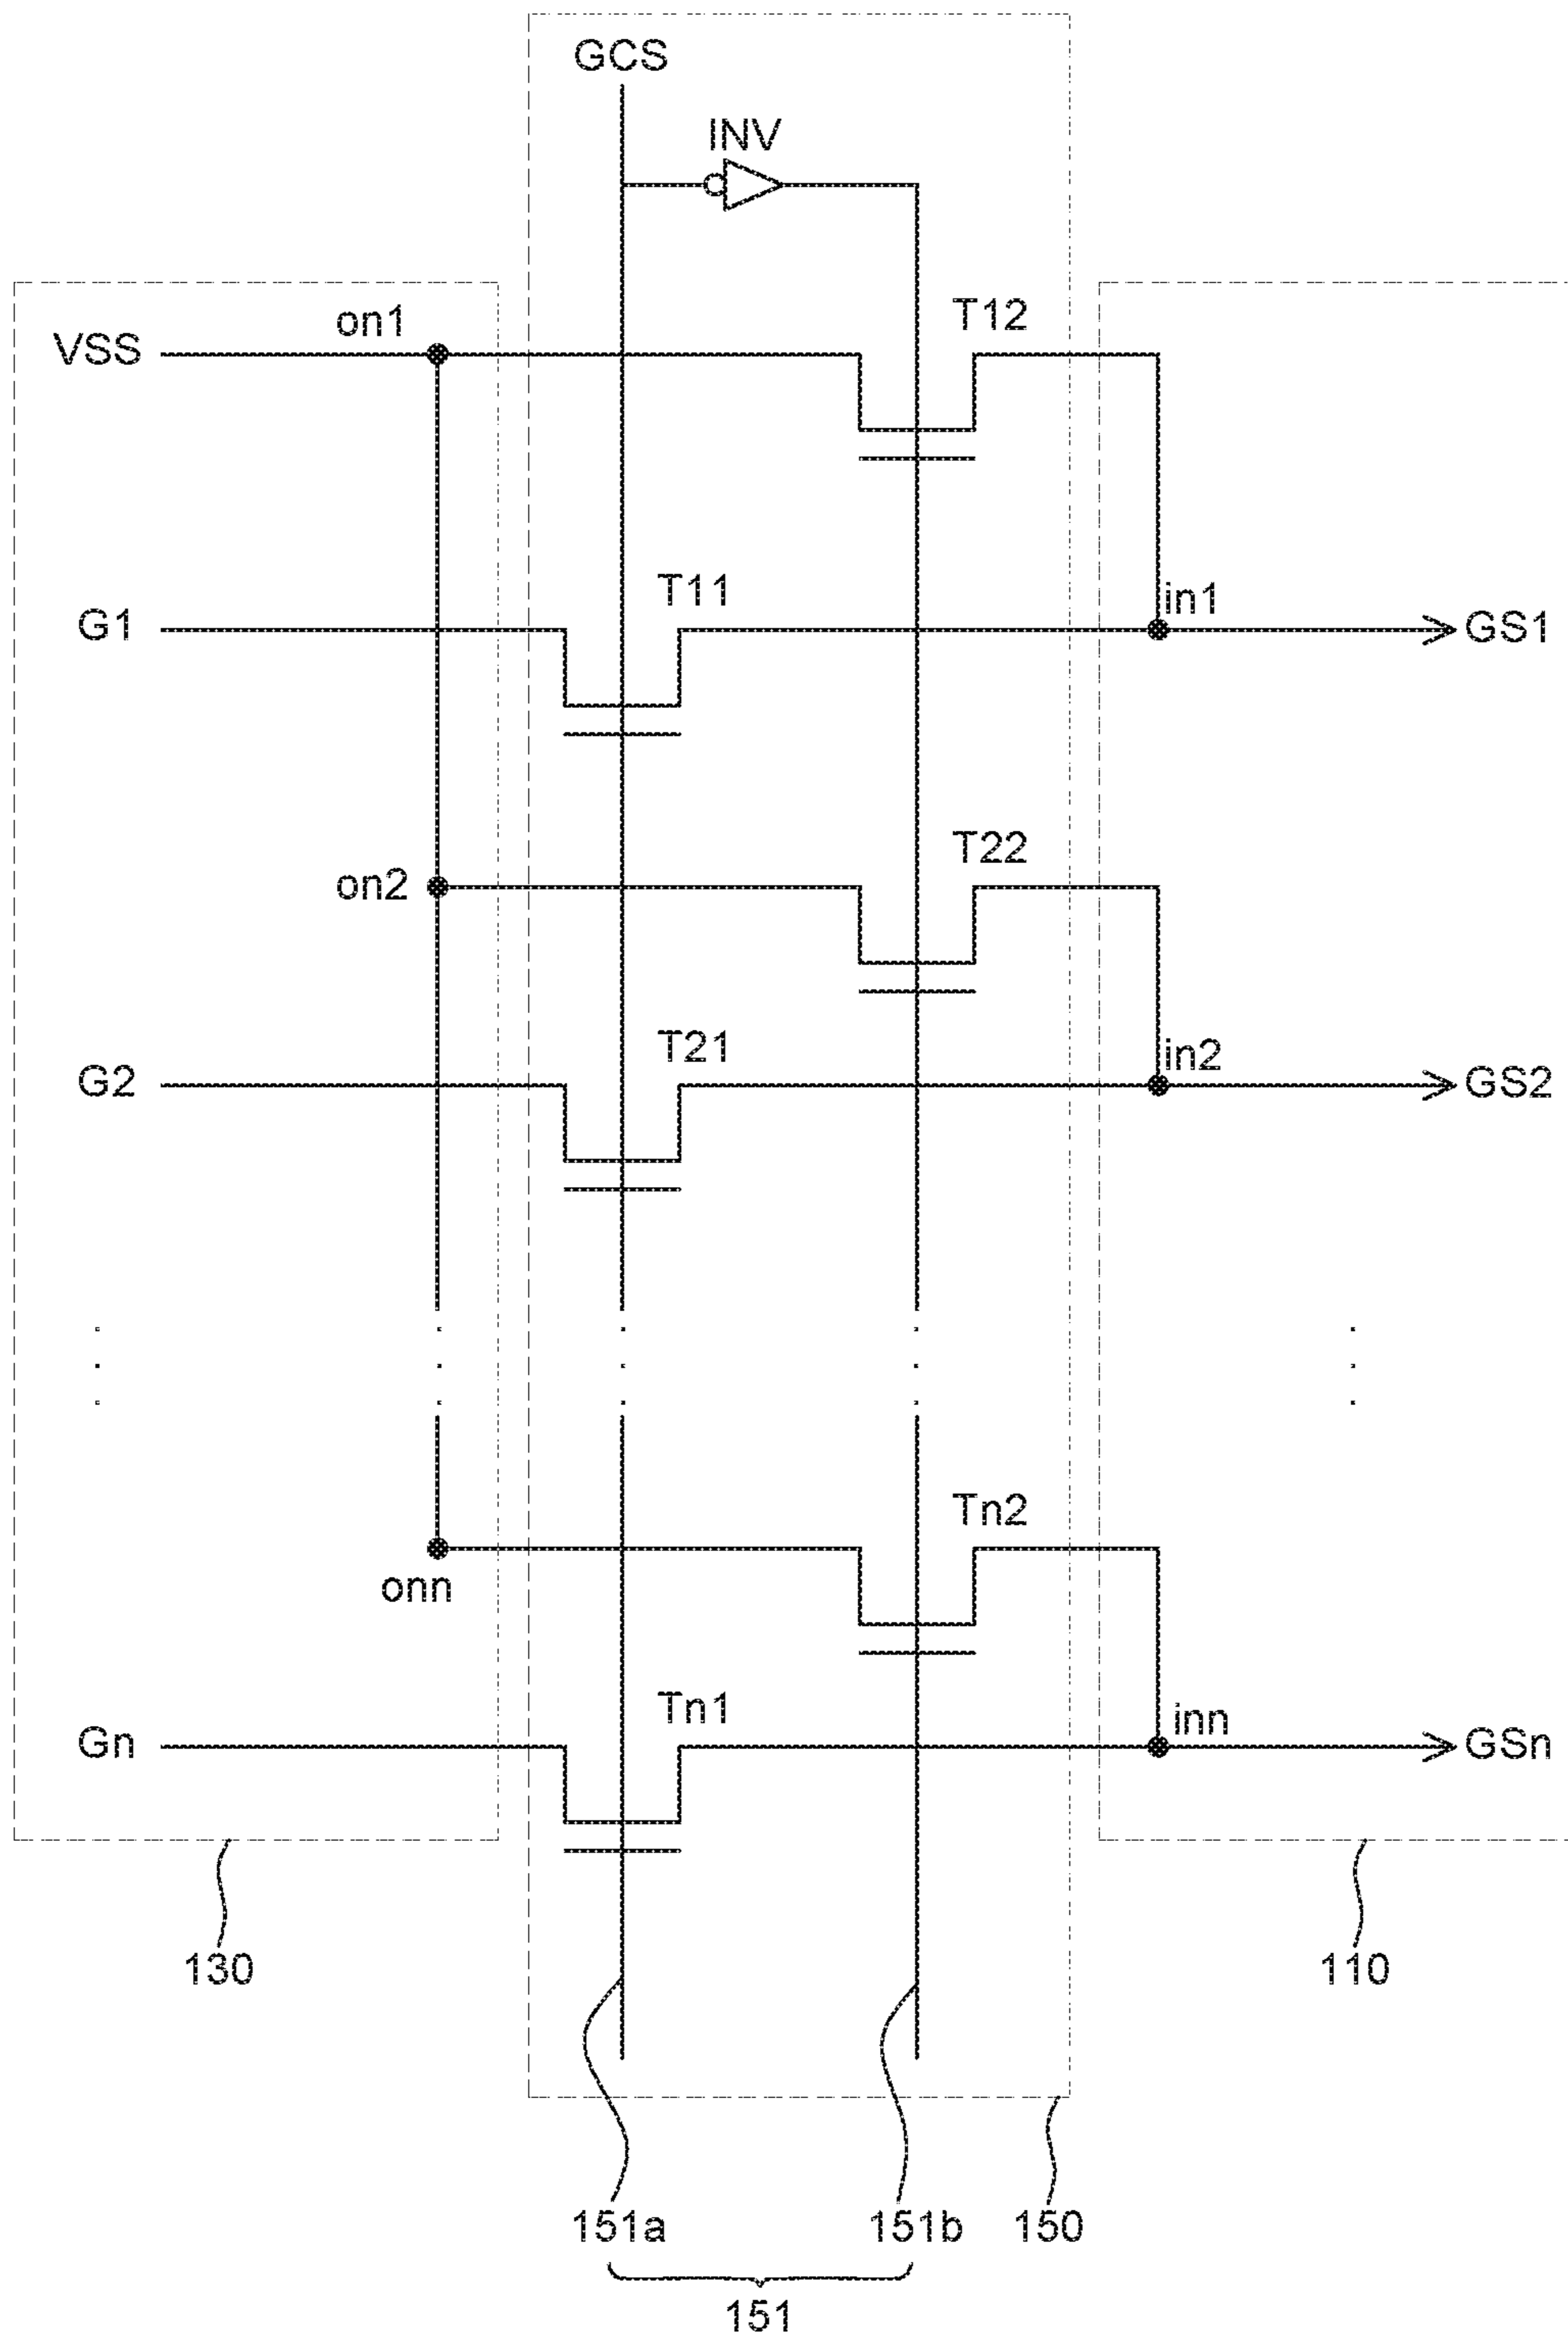 GCS
INV
on1
T12
VSS
T11
in1
G1
GS1
T22
on2
T21
in2
G2
GS2
Tn2
onn
Tn1
inn
Gn
GSn
130
110
151a
151b
150
151